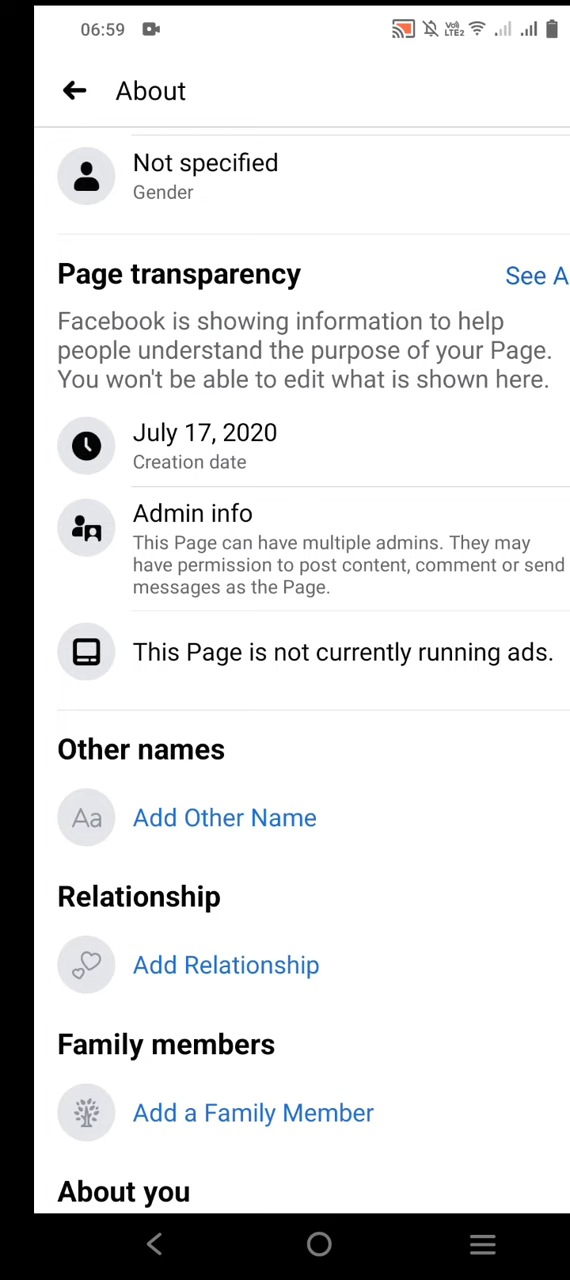 06:59
Vo))
LTE2
About
Not specified
Gender
Page transparency
See A
Facebook is showing information to help
people understand the purpose of your Page.
You won't be able to edit what is shown here.
July 17, 2020
Creation date
Admin info
This Page can have multiple admins. They may
have permission to post content, comment or send
messages as the Page.
This Page is not currently running ads.
Other names
Aa
Add Other Name
Relationship
Add Relationship
Family members
Add a Family Member
About you